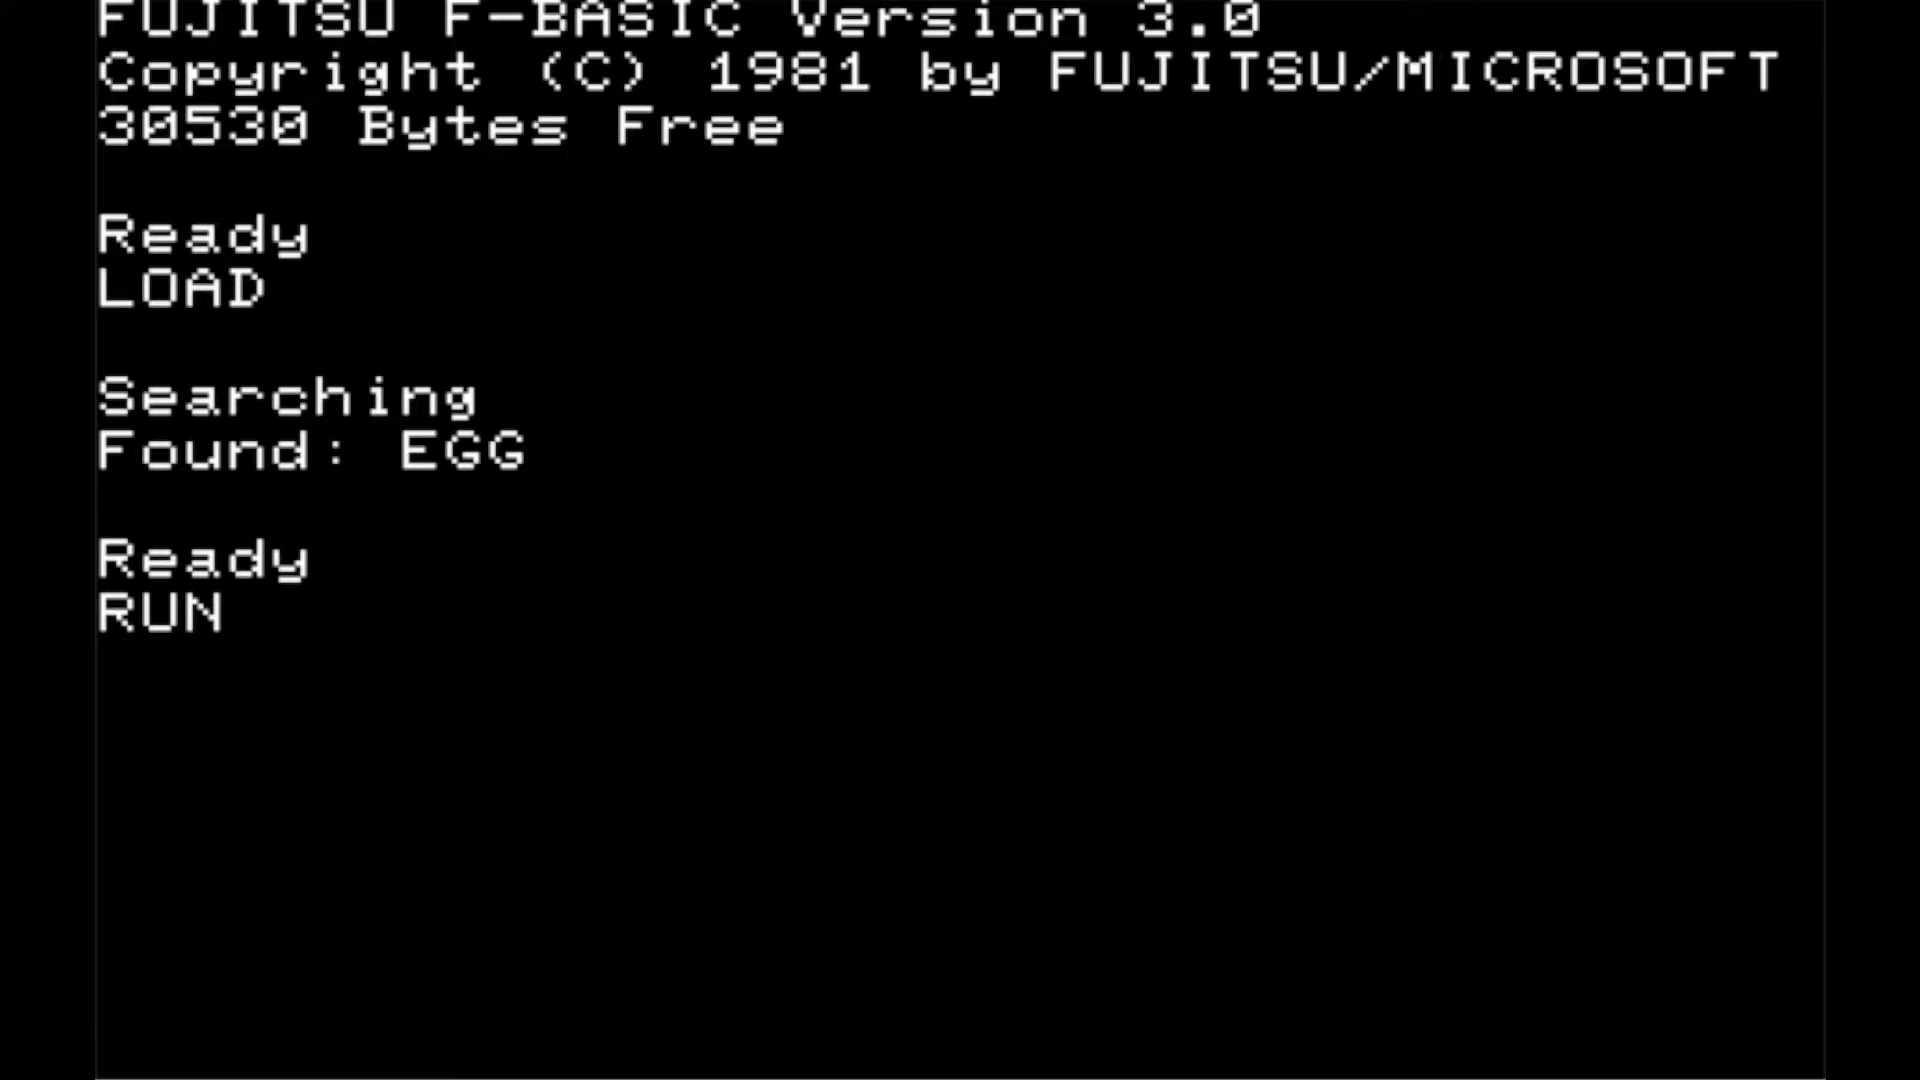 FUJITSU F-BASIC Version 3.0
Copyright (C) 1981 by FUJITSU/MICROSOFT
30530 Bytes Free
Ready
LOAD
Searching
Found: EGG
Ready
RUN